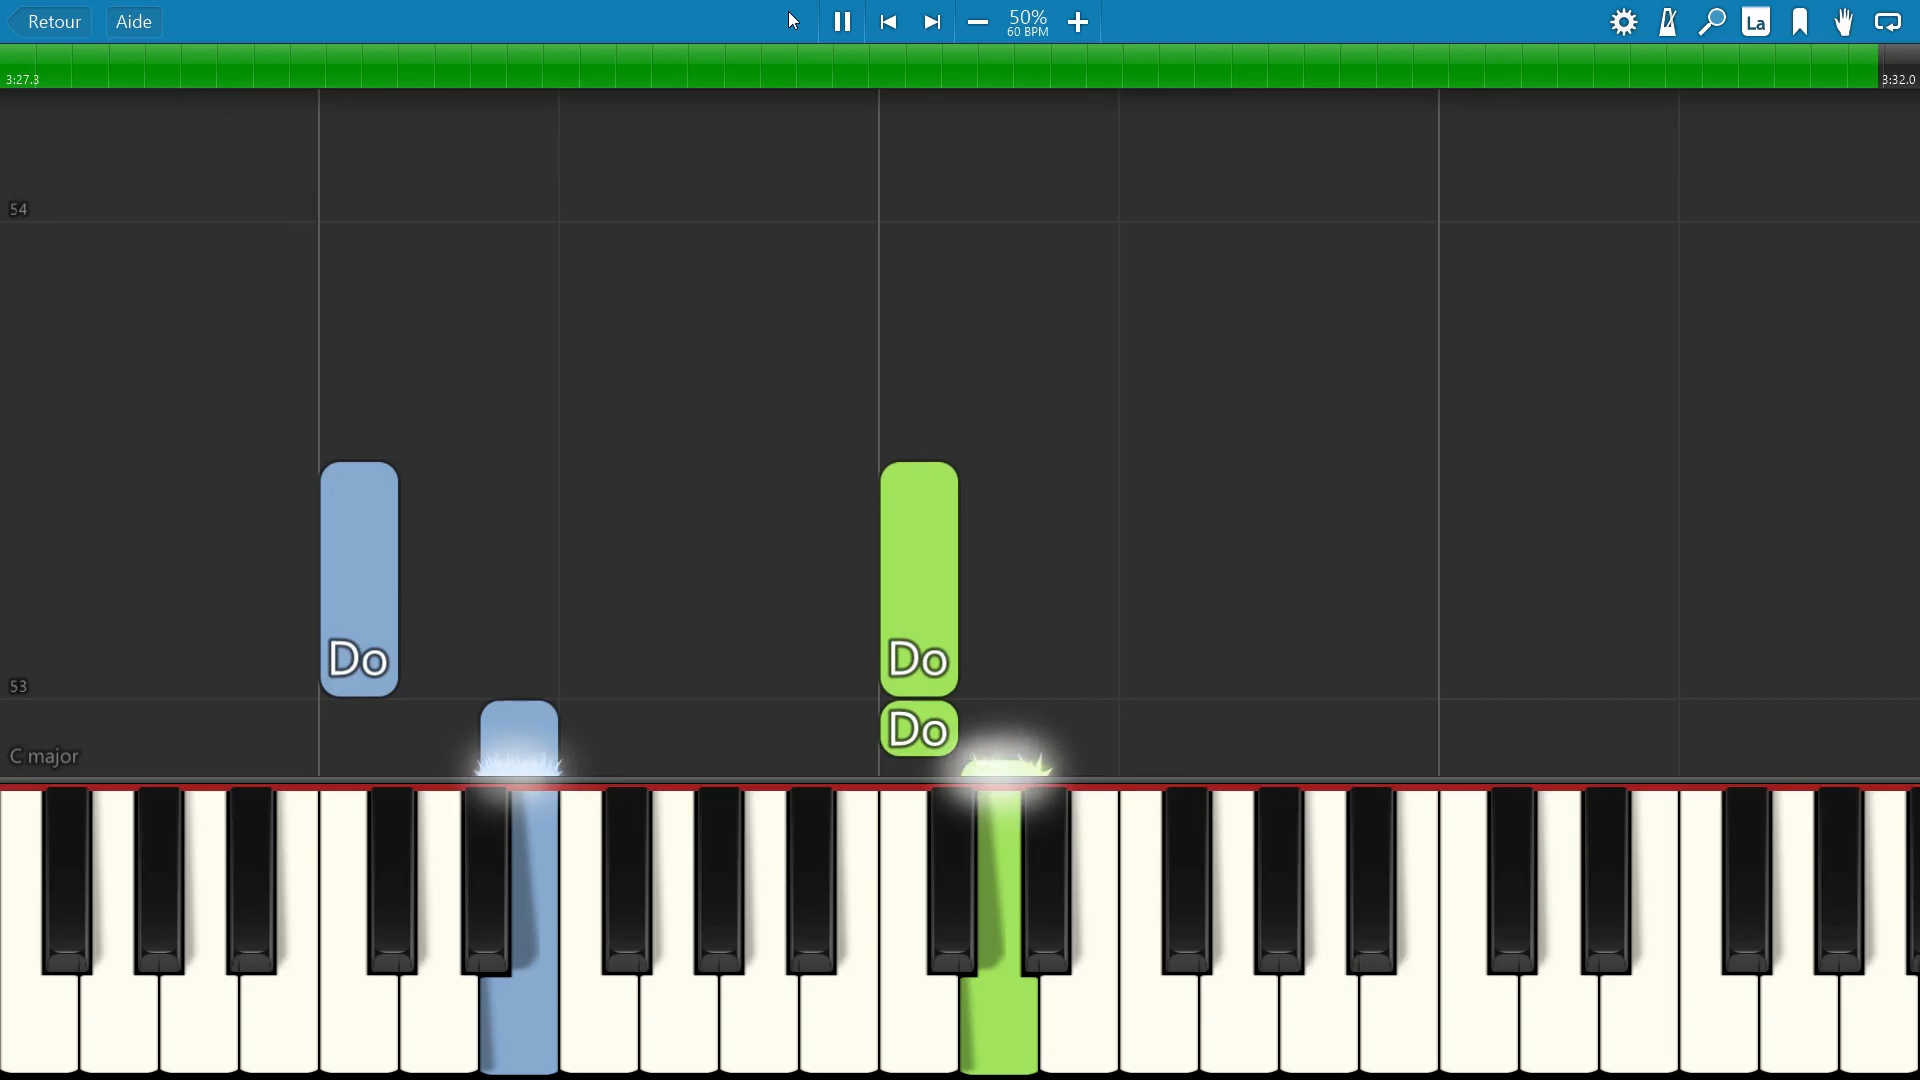 Retour
Aide
50%
60 BPM
La
3:27.3
3:32.0
54
Do
Do
53
Do
C major